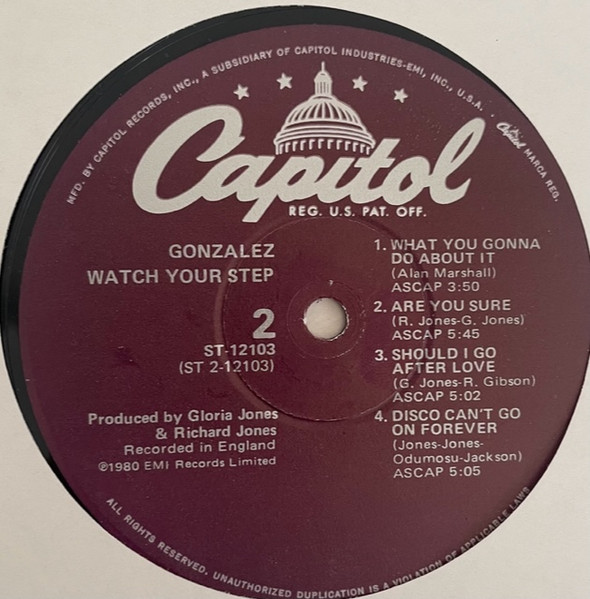 MFD. BY CAPITOL RECORDS, INC., A SUBSIDIARY OF CAPITOL INDUSTRIES-EMI, INC., U.S.A. · Capitol MARCA REG.
Capitol
REG. U.S. PAT. OFF.
GONZALEZ
WATCH YOUR STEP
2
ST-12103
(ST 2-12103)
Produced by Gloria Jones
& Richard Jones
Recorded in England
℗1980 EMI Records Limited
1. WHAT YOU GONNA
DO ABOUT IT
(Alan Marshall)
ASCAP 3:50
2. ARE YOU SURE
(R. Jones-G. Jones)
ASCAP 5:45
3. SHOULD I GO
AFTER LOVE
(G. Jones-R. Gibson)
ASCAP 5:02
4. DISCO CAN'T GO
ON FOREVER
(Jones-Jones-
Odumosu-Jackson)
ASCAP 5:05
ALL RIGHTS RESERVED. UNAUTHORIZED DUPLICATION IS A VIOLATION OF APPLICABLE LAWS